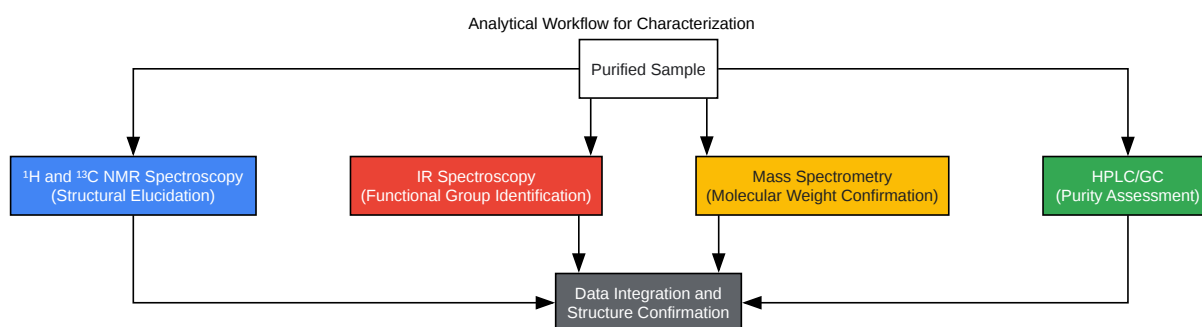 Analytical Workflow for Characterization
Purified Sample
¹H and ¹³C NMR Spectroscopy
(Structural Elucidation)
IR Spectroscopy
(Functional Group Identification)
Mass Spectrometry
(Molecular Weight Confirmation)
HPLC/GC
(Purity Assessment)
Data Integration and
Structure Confirmation